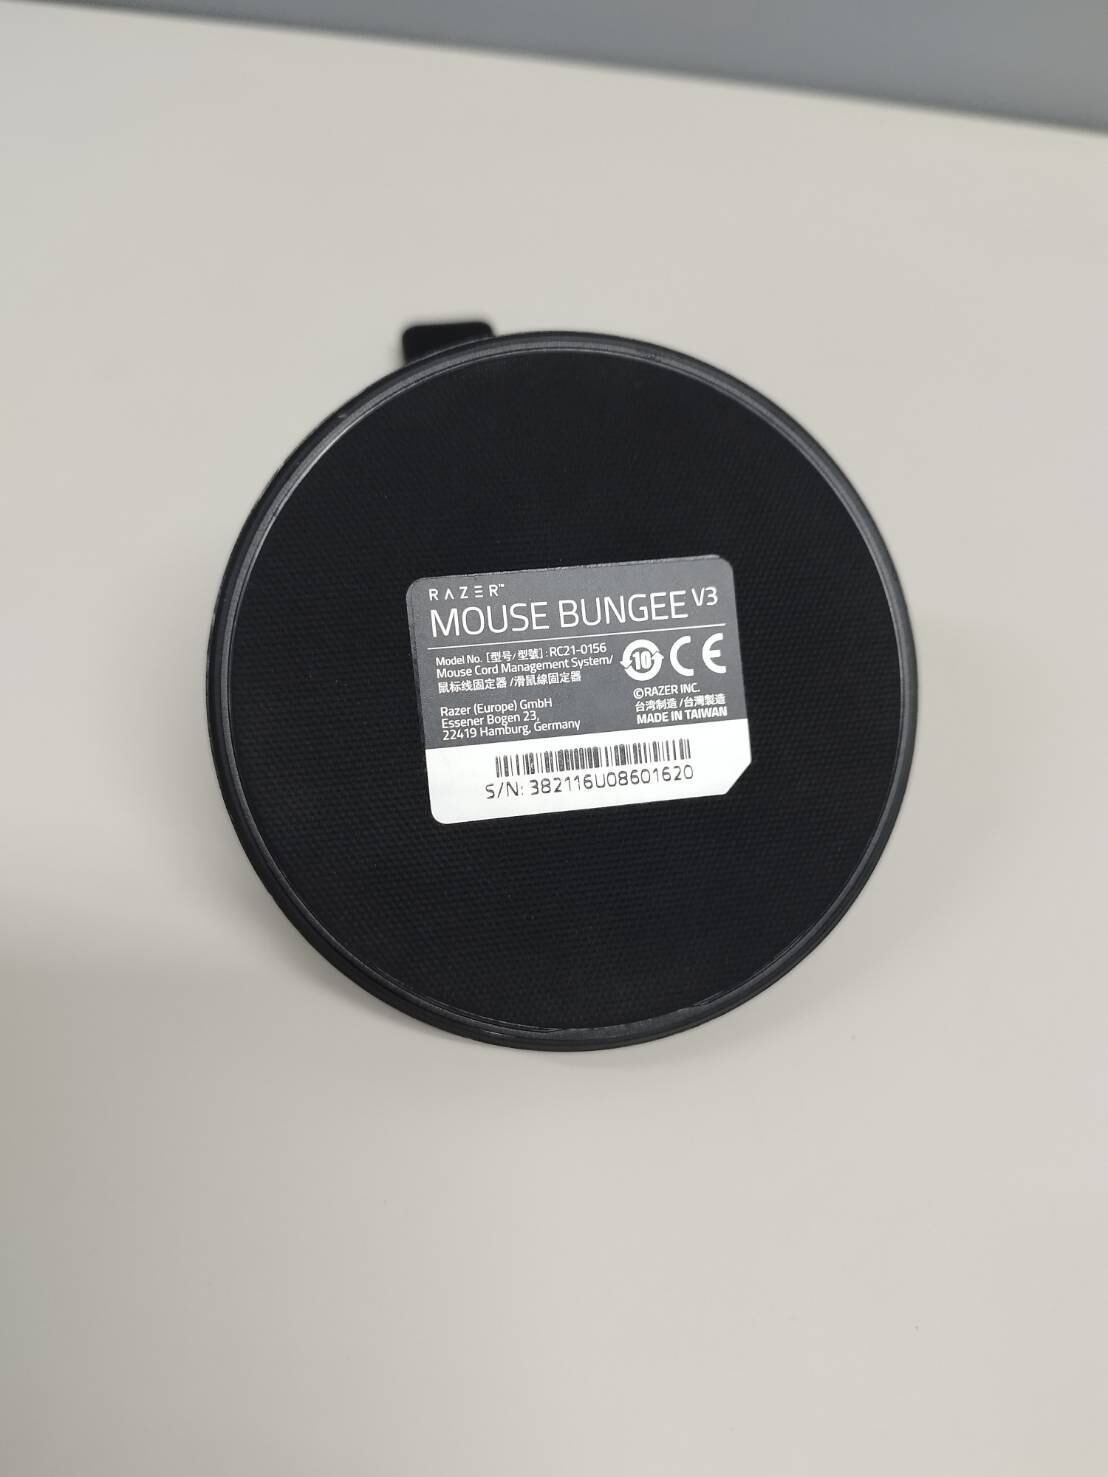 RAZER™
MOUSE BUNGEE V3
Model No. [型号/型號] : RC21-0156
Mouse Cord Management System/
鼠标线固定器 /滑鼠線固定器
Razer (Europe) GmbH
Essener Bogen 23,
22419 Hamburg, Germany
10 CE
©RAZER INC.
台湾制造 /台灣製造
MADE IN TAIWAN
S/N: 382116U08601620